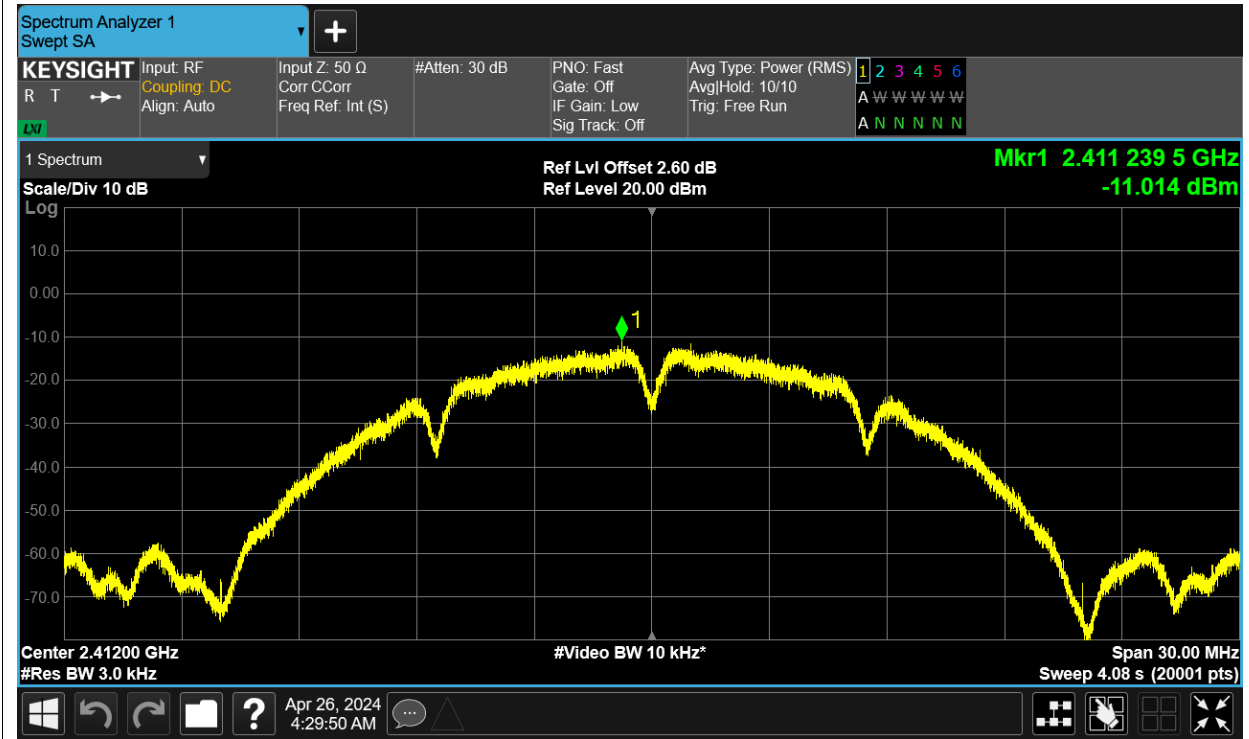 Spectrum Analyzer 1
Swept SA
KEYSIGHT
R T
LXI
Input: RF
Coupling: DC
Align: Auto
Input Z: 50 Ω
Corr CCorr
Freq Ref: Int (S)
#Atten: 30 dB
PNO: Fast
Gate: Off
IF Gain: Low
Sig Track: Off
Avg Type: Power (RMS)
Avg|Hold: 10/10
Trig: Free Run
1 2 3 4 5 6
A W W W W W
A N N N N N
1 Spectrum
Scale/Div 10 dB
Log
Ref Lvl Offset 2.60 dB
Ref Level 20.00 dBm
Mkr1 2.411 239 5 GHz
-11.014 dBm
10.0
0.00
-10.0
-20.0
-30.0
-40.0
-50.0
-60.0
-70.0
1
Center 2.41200 GHz
#Res BW 3.0 kHz
#Video BW 10 kHz*
Span 30.00 MHz
Sweep 4.08 s (20001 pts)
?
Apr 26, 2024
4:29:50 AM